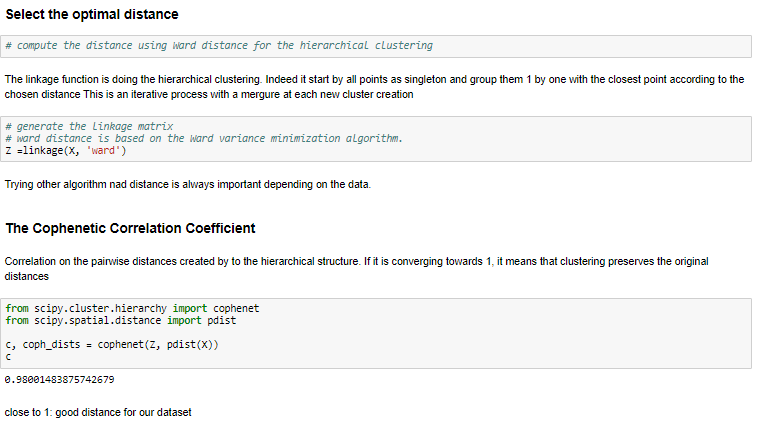 Select the optimal distance
# compute the distance using Ward distance for the hierarchical clustering
The linkage function is doing the hierarchical clustering. Indeed it start by all points as singleton and group them 1 by one with the closest point according to the
chosen distance This is an iterative process with a mergure at each new cluster creation
# generate the linkage matrix
# ward distance is based on the Ward variance minimization algorithm.
Z =linkage(X, 'ward')
Trying other algorithm nad distance is always important depending on the data.
The Cophenetic Correlation Coefficient
Correlation on the pairwise distances created by to the hierarchical structure. If it is converging towards 1, it means that clustering preserves the original
distances
from scipy.cluster.hierarchy import cophenet
from scipy.spatial.distance import pdist
c, coph_dists = cophenet(Z, pdist(X))
c
0.98001483875742679
close to 1: good distance for our dataset